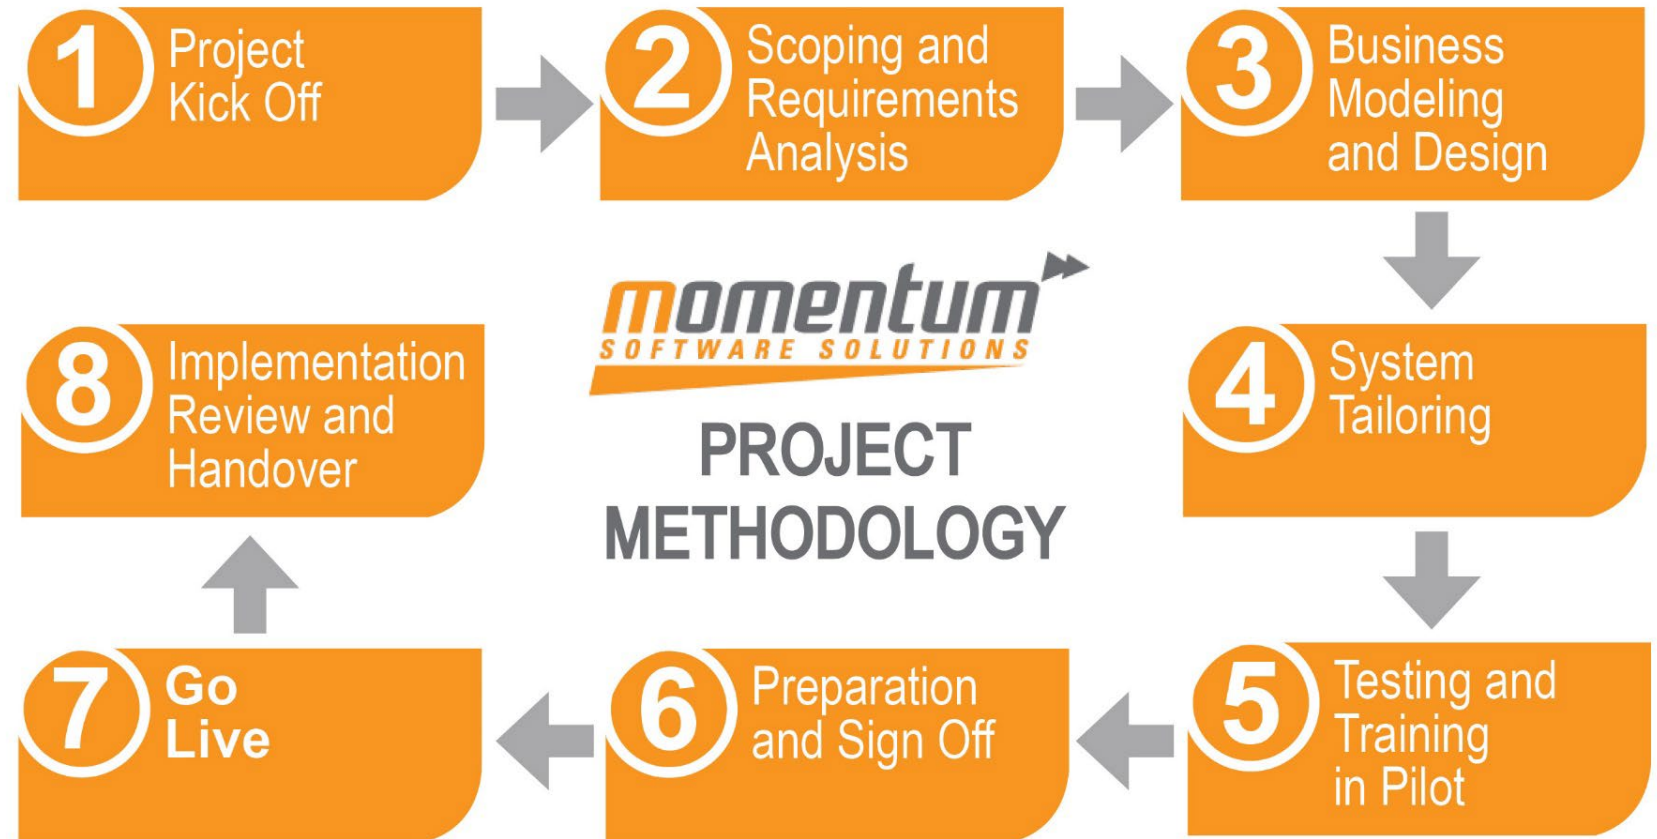 1
Project
Kick Off
2
Scoping and
Requirements
Analysis
3
Business
Modeling
and Design
momentum
SOFTWARE SOLUTIONS
PROJECT
METHODOLOGY
4
System
Tailoring
5
Testing and
Training
in Pilot
6
Preparation
and Sign Off
7
Go
Live
8
Implementation
Review and
Handover